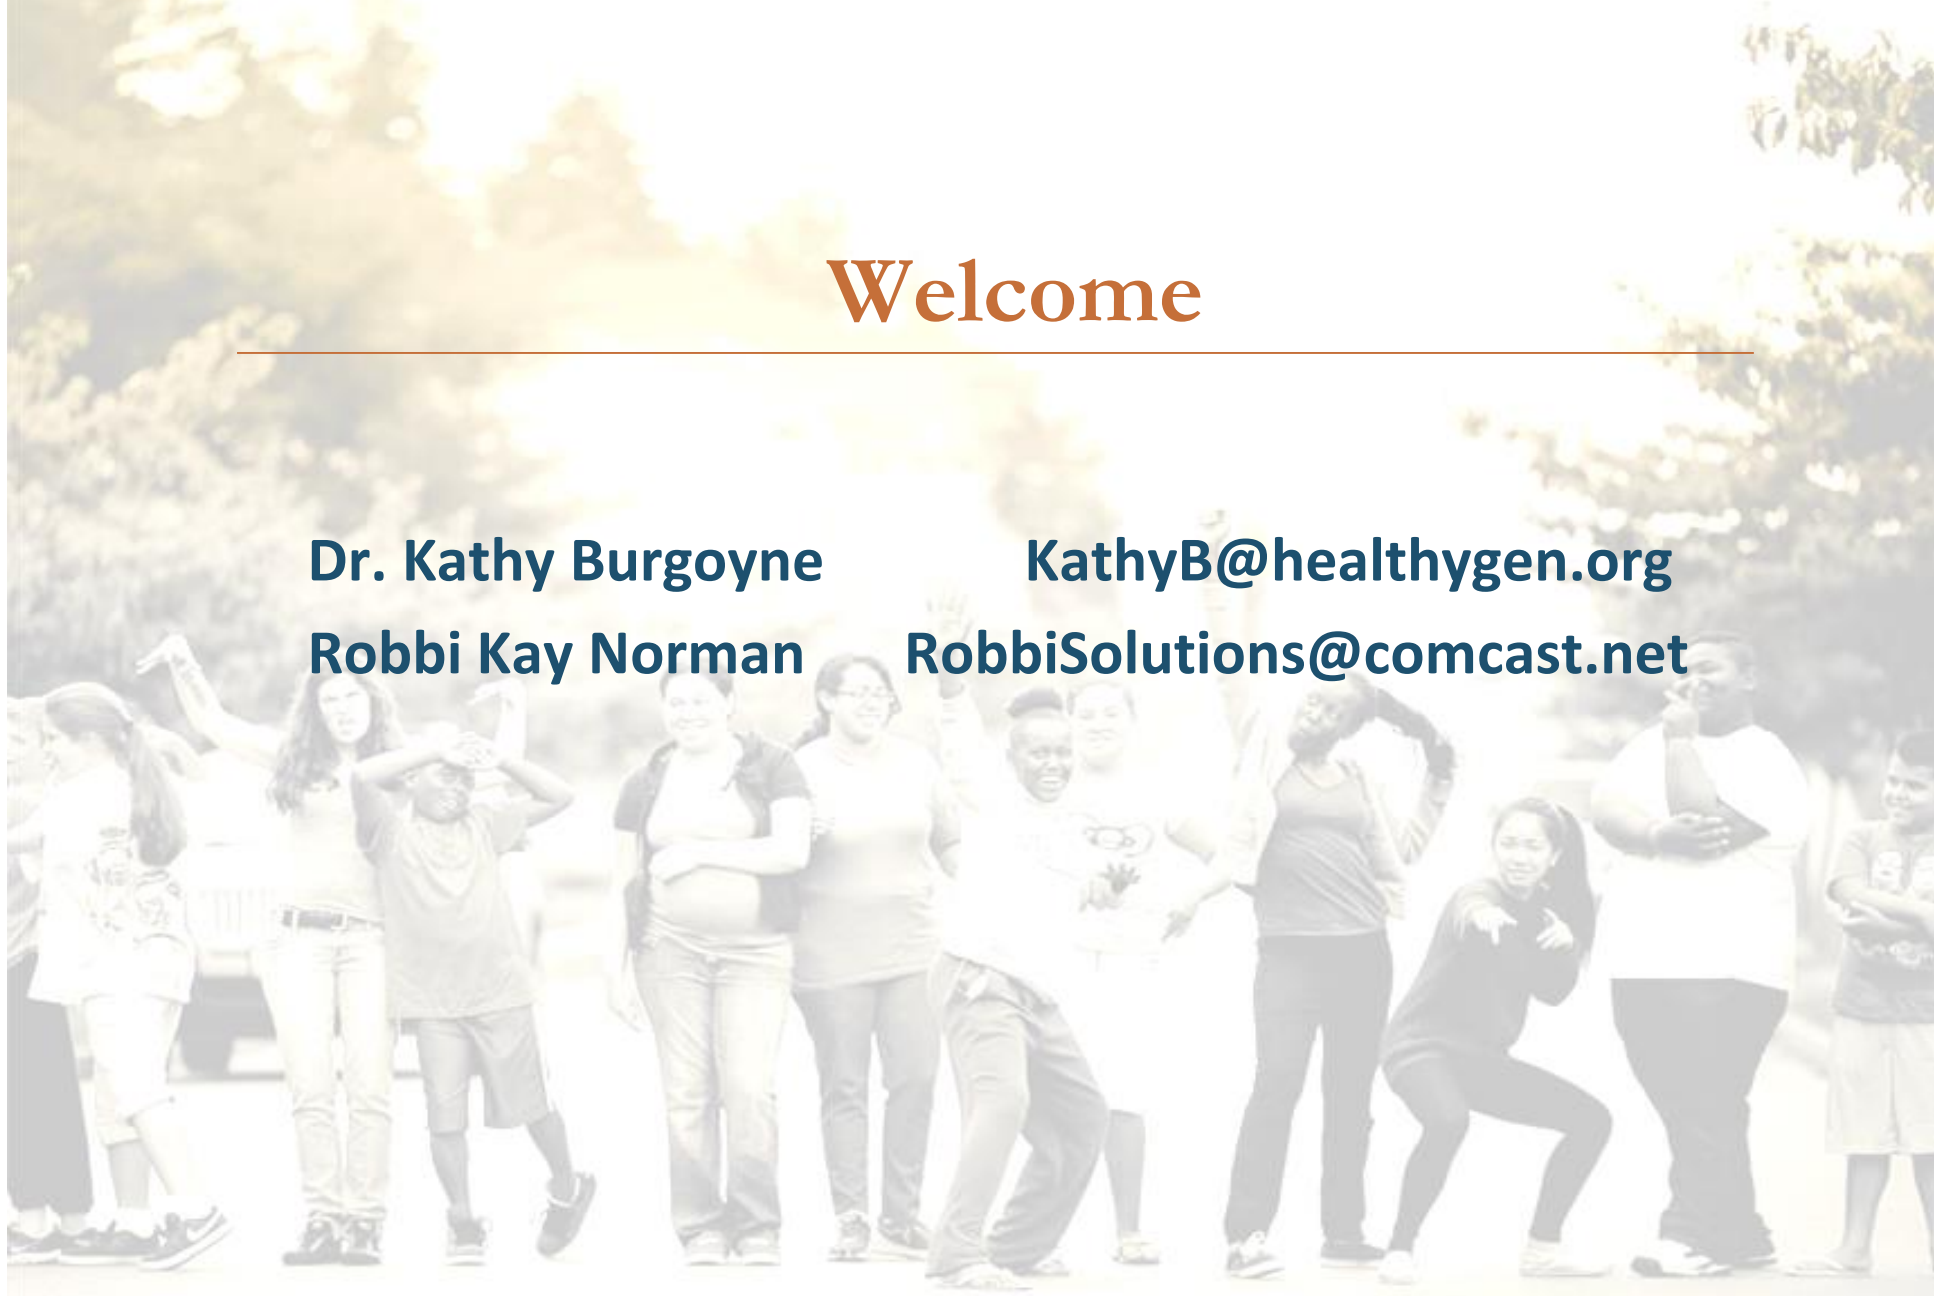 Welcome
Dr. Kathy Burgoyne KathyB@healthygen.org
Robbi Kay Norman RobbiSolutions@comcast.net